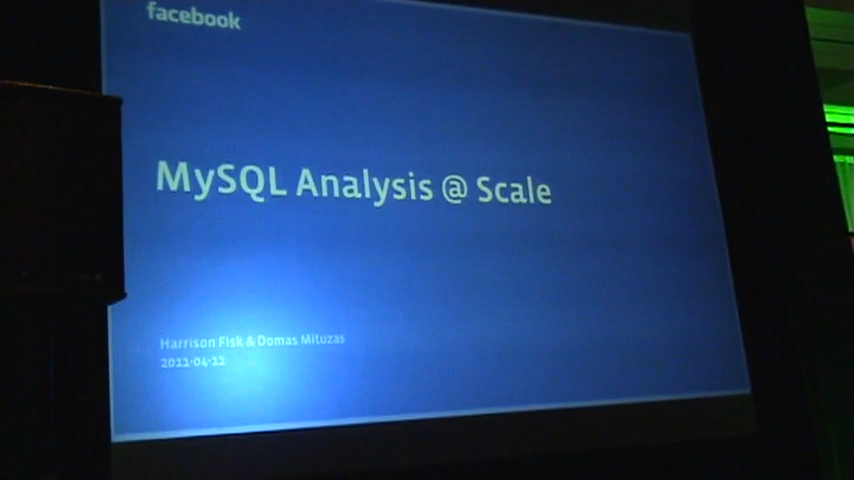 facebook
MySQL Analysis @ Scale
Harrison Fisk & Domas Mituzas
2011-04-12